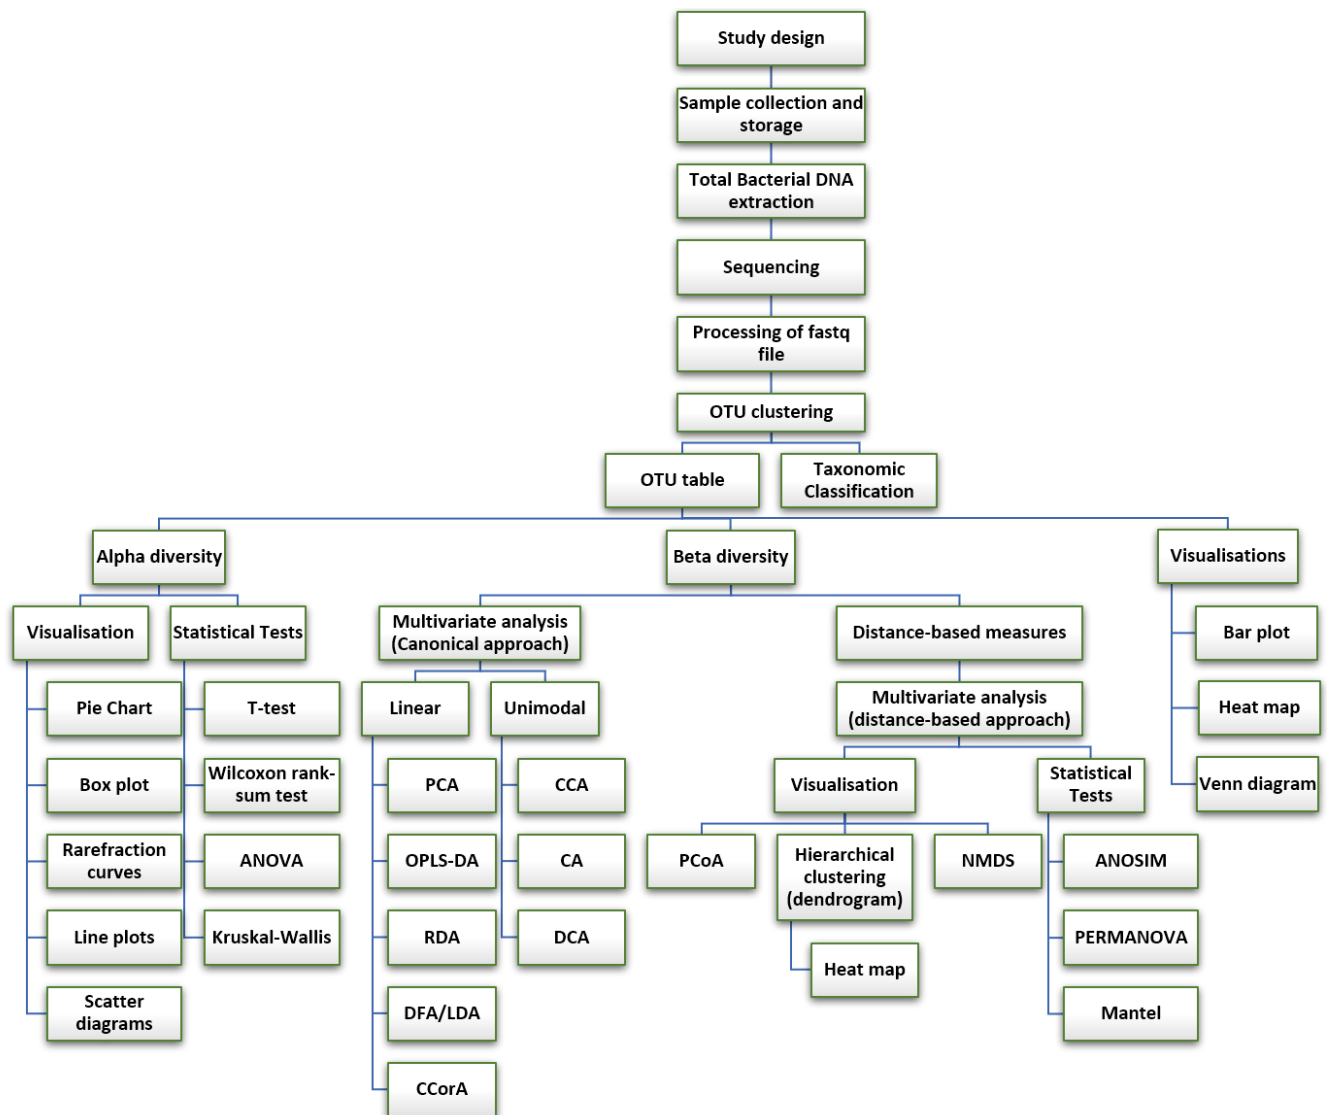 Study design
Sample collection and
storage
Total Bacterial DNA
extraction
Sequencing
Processing of fastq
file
OTU clustering
OTU table
Taxonomic
Classification
Alpha diversity
Beta diversity
Visualisations
Visualisation
Statistical Tests
Pie Chart
Box plot
Rarefraction
curves
Line plots
Scatter
diagrams
T-test
Wilcoxon rank-
sum test
ANOVA
Kruskal-Wallis
Multivariate analysis
(Canonical approach)
Linear
Unimodal
PCA
OPLS-DA
RDA
DFA/LDA
CCorA
CCA
CA
DCA
Distance-based measures
Multivariate analysis
(distance-based approach)
Visualisation
Statistical
Tests
PCoA
Hierarchical
clustering
(dendrogram)
NMDS
Heat map
ANOSIM
PERMANOVA
Mantel
Bar plot
Heat map
Venn diagram